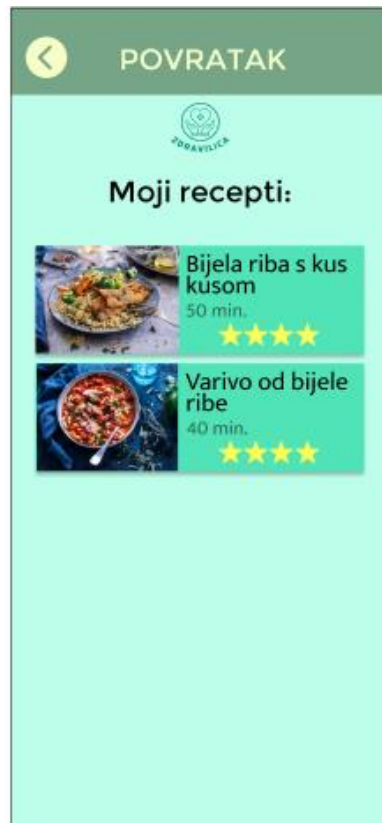 POVRATAK
ZDRAVILICA
Moji recepti:
Bijela riba s kus
kusom
50 min.
Varivo od bijele
ribe
40 min.